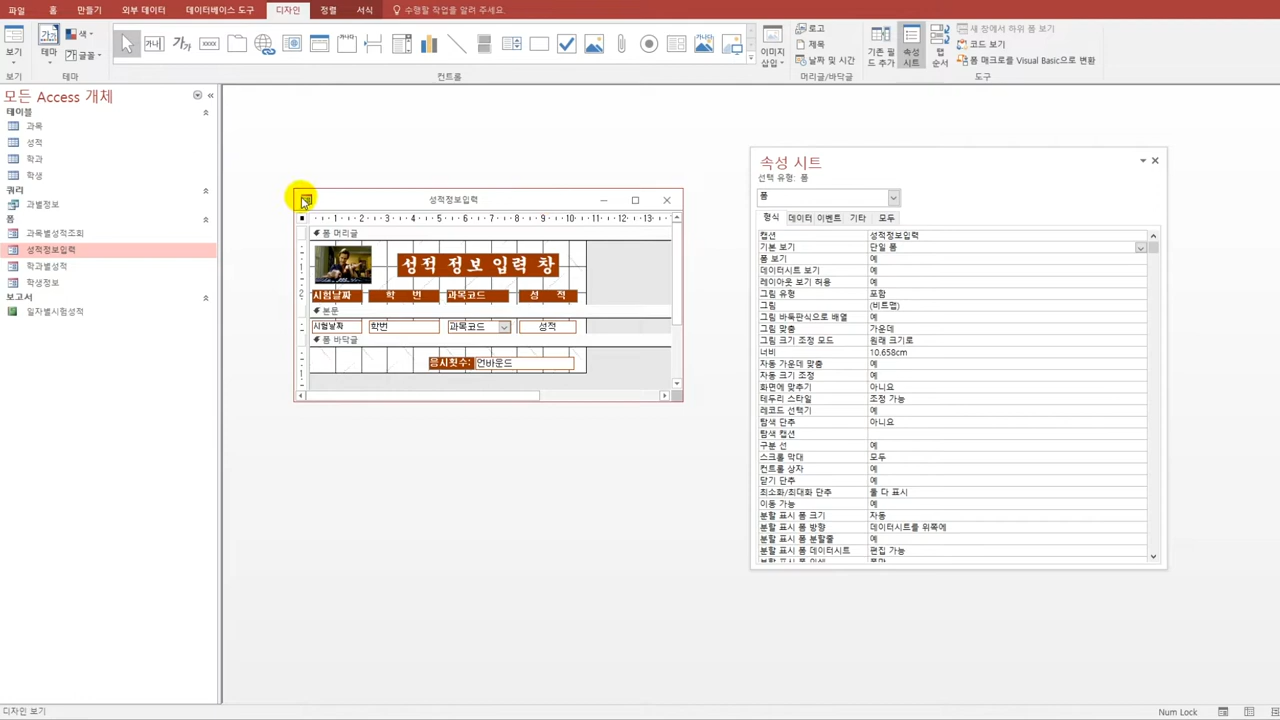 파일 홈 만들기 외부 데이터 데이터베이스 도구 디자인 정렬 서식 수행할 작업을 알려 주세요.
보기 테마 색 글꼴 로고 제목 날짜 및 시간 이미지 삽입 기존 필드 추가 속성 시트 탭 순서 새 창에서 하위 폼 보기 코드 보기 폼 매크로를 Visual Basic으로 변환
보기 테마 컨트롤 머리글/바닥글 도구
모든 Access 개체
테이블
과목
성적
학과
학생
쿼리
과별정보
폼
과목별성적조회
성적정보입력
학과별성적
학생정보
보고서
일자별시험성적
성적정보입력
1 2 3 4 5 6 7 8 9 10 11 12 13
폼 머리글
성적 정보 입력 창
시험날짜 학 번 과목코드 성 적
본문
시험날짜 학번 과목코드 성적
폼 바닥글
응시횟수: 언바운드
속성 시트
선택 유형: 폼
폼
형식 데이터 이벤트 기타 모두
캡션 성적정보입력
기본 보기 단일 폼
폼 보기 예
데이터시트 보기 예
레이아웃 보기 허용 예
그림 유형 포함
그림 (비트맵)
그림 바둑판식으로 배열 예
그림 맞춤 가운데
그림 크기 조정 모드 원래 크기로
너비 10.658cm
자동 가운데 맞춤 예
자동 크기 조정 예
화면에 맞추기 아니요
테두리 스타일 조정 가능
레코드 선택기 예
탐색 단추 아니요
탐색 캡션
구분 선 예
스크롤 막대 모두
컨트롤 상자 예
닫기 단추 예
최소화/최대화 단추 둘 다 표시
이동 가능 예
분할 표시 폼 크기 자동
분할 표시 폼 방향 데이터시트를 위쪽에
분할 표시 폼 분할줄 예
분할 표시 폼 데이터시트 편집 가능
디자인 보기 Num Lock